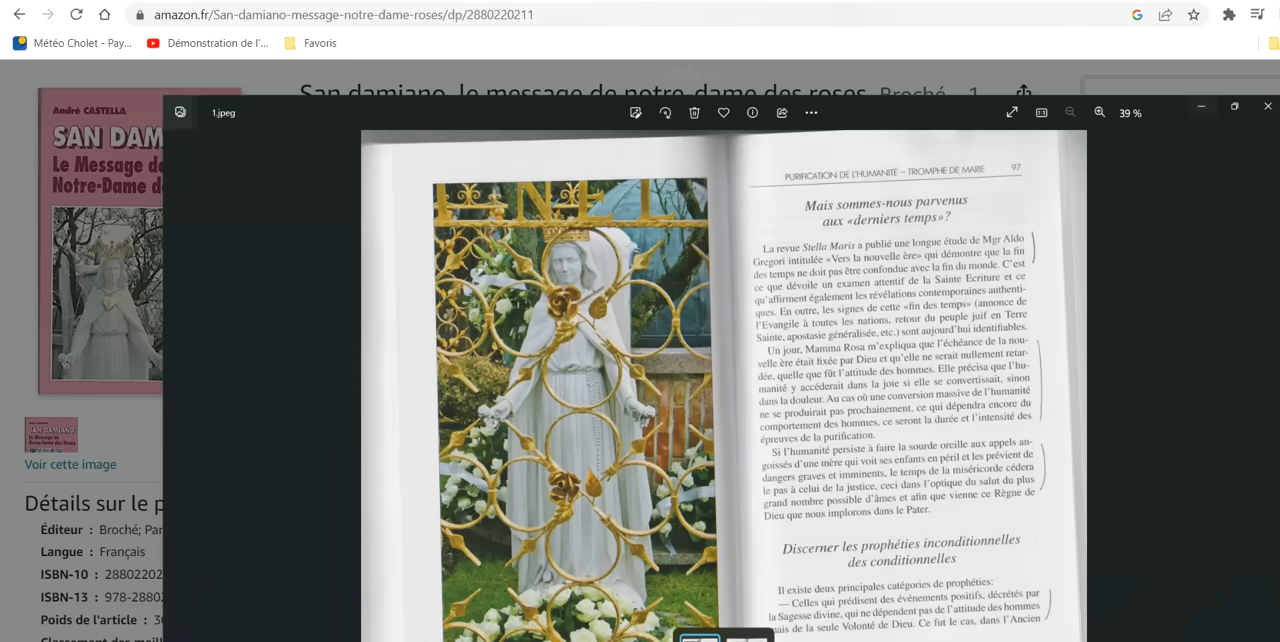 amazon.fr/San-damiano-message-notre-dame-roses/dp/2880220211
Météo Cholet - Pay...
Démonstration de l'...
Favoris
San damiano, le message de notre-dame des roses Broché – 1
André CASTELLA
SAN DAM
Le Message de
Notre-Dame d
Voir cette image
Détails sur le p
Éditeur : Broché; Par
Langue : Français
ISBN-10 : 28802202
ISBN-13 : 978-28802
Poids de l'article : 30
Classement des meil
1.jpeg
39 %
PURIFICATION DE L'HUMANITÉ – TRIOMPHE DE MARIE 97
Mais sommes-nous parvenus
aux «derniers temps»?
La revue Stella Maris a publié une longue étude de Mgr Aldo
Gregori intitulée «Vers la nouvelle ère» qui démontre que la fin
des temps ne doit pas être confondue avec la fin du monde. C'est
ce que dévoile un examen attentif de la Sainte Ecriture et ce
qu'affirment également les révélations contemporaines authenti-
ques. En outre, les signes de cette «fin des temps» (annonce de
l'Evangile à toutes les nations, retour du peuple juif en Terre
Sainte, apostasie généralisée, etc.) sont aujourd'hui identifiables.
Un jour, Mamma Rosa m'expliqua que l'échéance de la nou-
velle ère était fixée par Dieu et qu'elle ne serait nullement retar-
dée, quelle que fût l'attitude des hommes. Elle précisa que l'hu-
manité y accéderait dans la joie si elle se convertissait, sinon
dans la douleur. Au cas où une conversion massive de l'humanité
ne se produirait pas prochainement, ce qui dépendra encore du
comportement des hommes, ce seront la durée et l'intensité des
épreuves de la purification.
Si l'humanité persiste à faire la sourde oreille aux appels an-
goissés d'une mère qui voit ses enfants en péril et les prévient de
dangers graves et imminents, le temps de la miséricorde cédera
le pas à celui de la justice, ceci dans l'optique du salut du plus
grand nombre possible d'âmes et afin que vienne ce Règne de
Dieu que nous implorons dans le Pater.
Discerner les prophéties inconditionnelles
des conditionnelles
Il existe deux principales catégories de prophéties:
— Celles qui prédisent des événements positifs, décrétés par
la Sagesse divine, qui ne dépendent pas de l'attitude des hommes
mais de la seule Volonté de Dieu. Ce fut le cas, dans l'Ancien